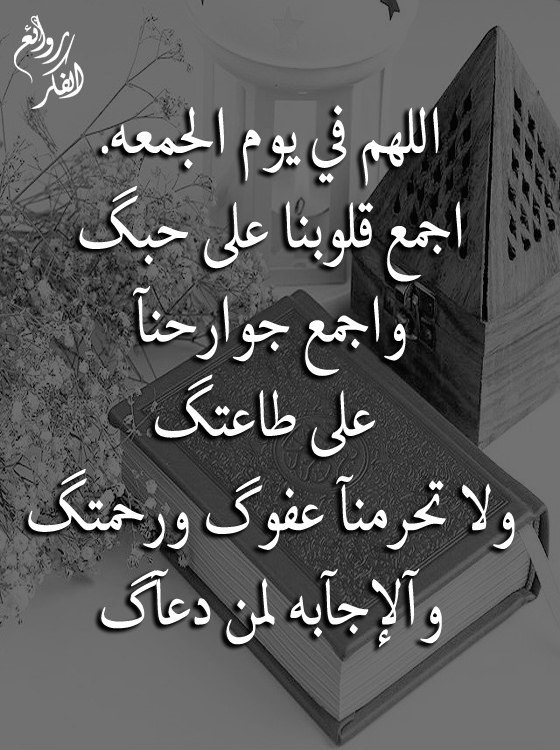 روائع
الفكر
اللهم في يوم الجمعه.
اجمع قلوبنا على حبگ
واجمع جوارحنآ
على طاعتگ
ولا تحرمنآ عفوگ ورحمتگ
وآلإجآبه لمن دعآگ